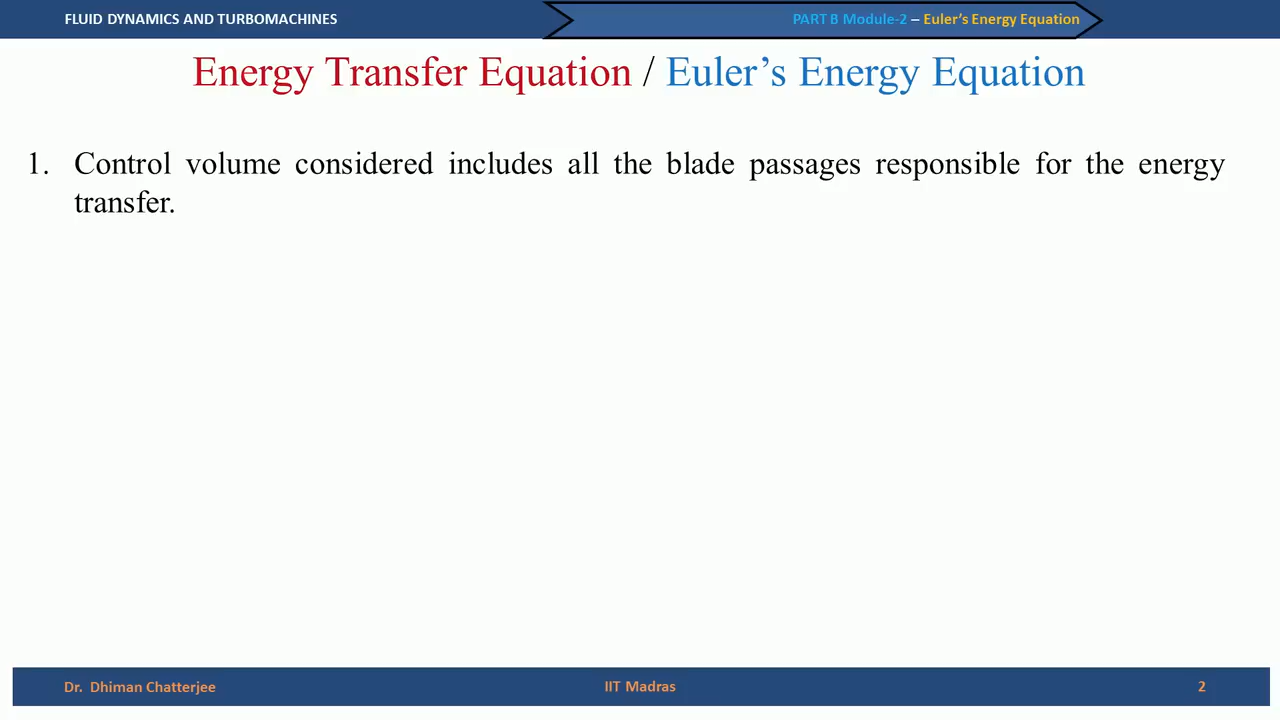 FLUID DYNAMICS AND TURBOMACHINES
PART B Module-2 – Euler’s Energy Equation
Energy Transfer Equation / Euler’s Energy Equation
1. Control volume considered includes all the blade passages responsible for the energy
transfer.
Dr. Dhiman Chatterjee
IIT Madras
2